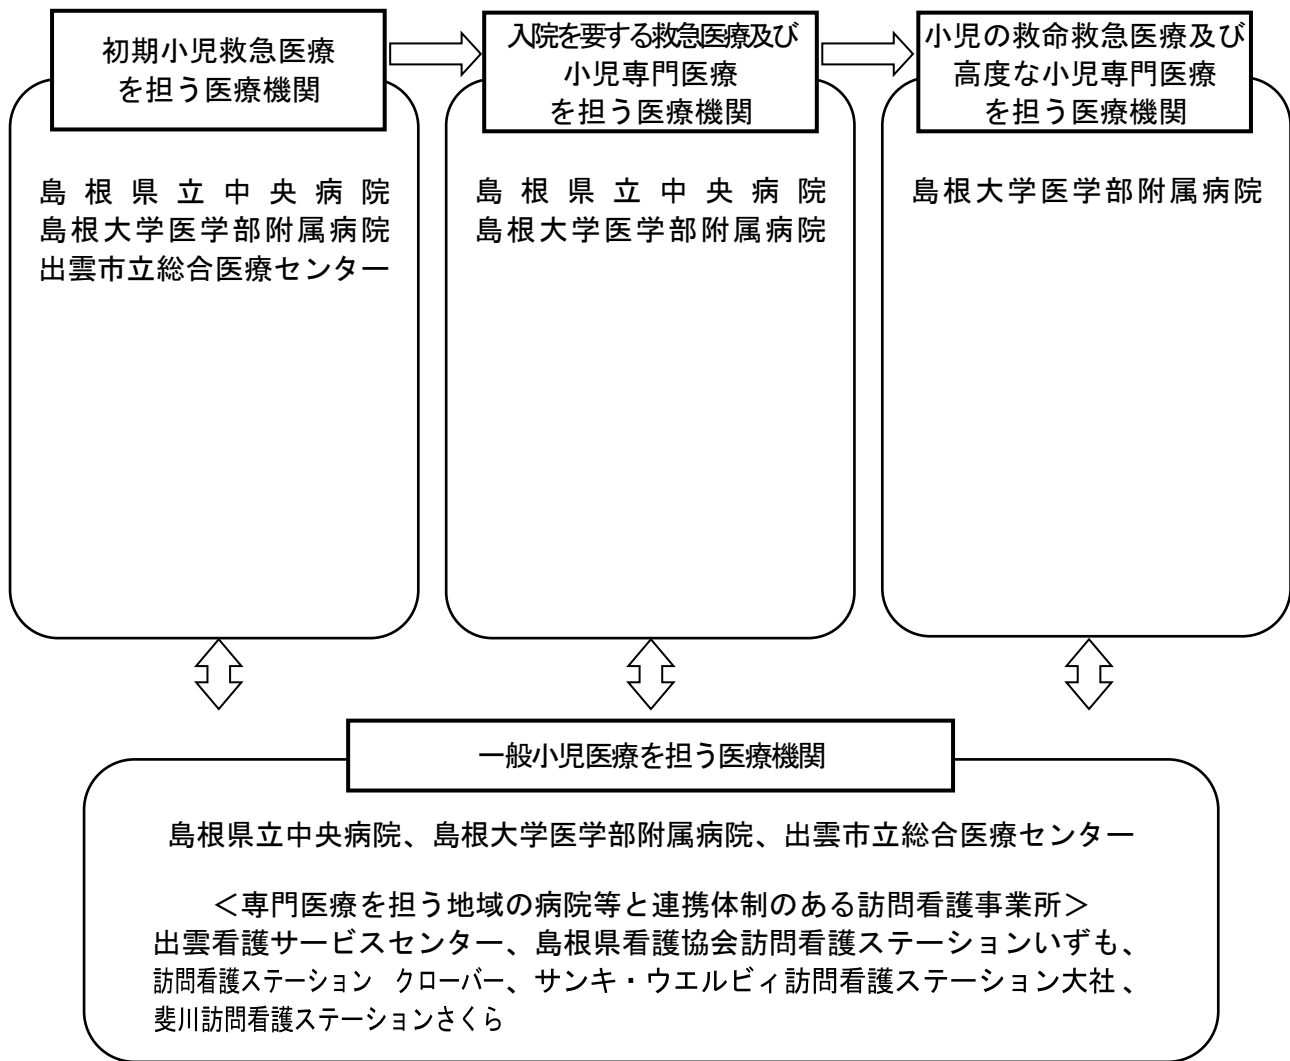 初期小児救急医療
を担う医療機関
島根県立中央病院
島根大学医学部附属病院
出雲市立総合医療センター
入院を要する救急医療及び
小児専門医療
を担う医療機関
島根県立中央病院
島根大学医学部附属病院
小児の救命救急医療及び
高度な小児専門医療
を担う医療機関
島根大学医学部附属病院
一般小児医療を担う医療機関
島根県立中央病院、島根大学医学部附属病院、出雲市立総合医療センター
＜専門医療を担う地域の病院等と連携体制のある訪問看護事業所＞
出雲看護サービスセンター、島根県看護協会訪問看護ステーションいずも、
訪問看護ステーション　クローバー、サンキ・ウエルビィ訪問看護ステーション大社、
斐川訪問看護ステーションさくら